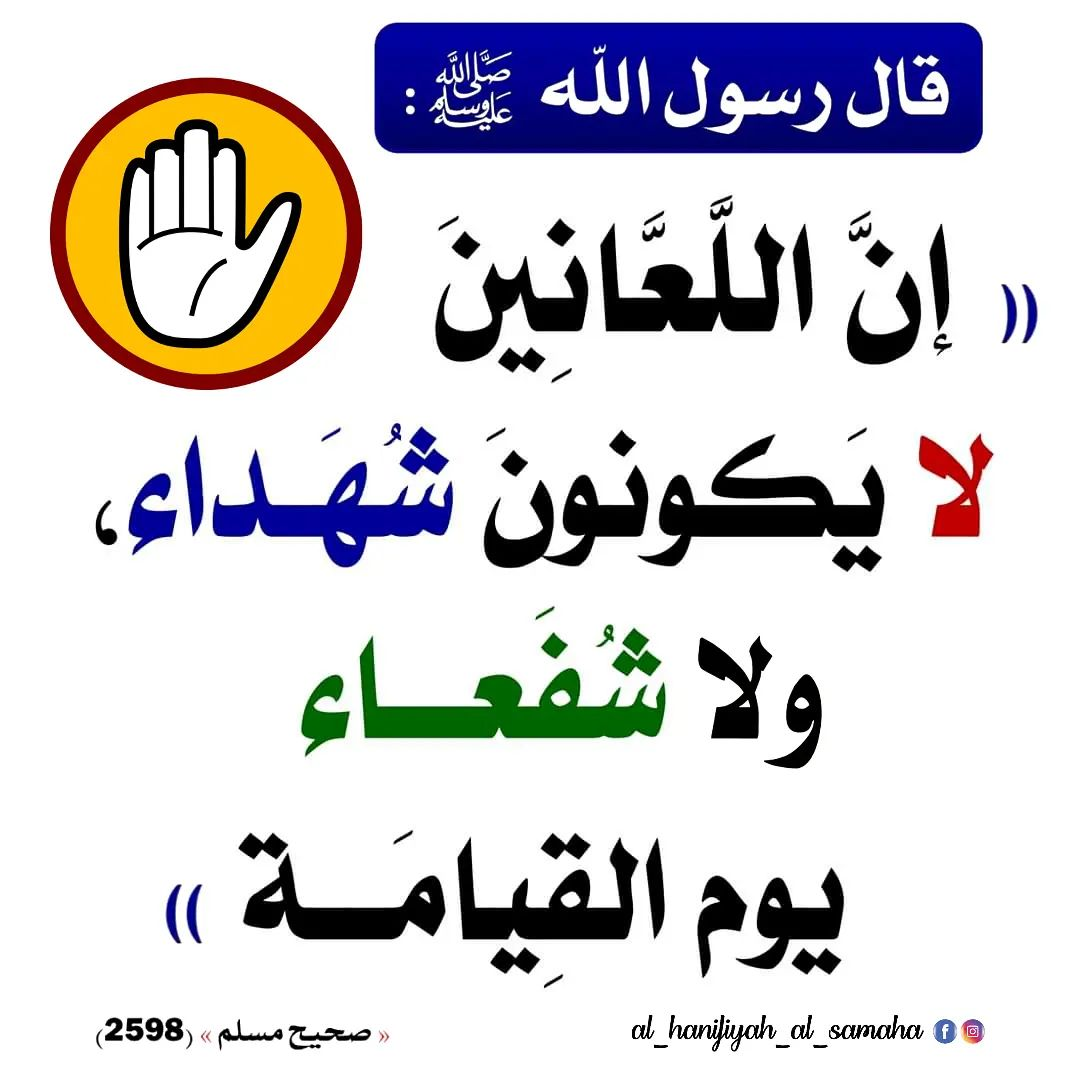 قال رسول اللّه ﷺ :
(( إنَّ اللَّعَّانِينَ
لا يَكونونَ شُهَداءِ،
ولا شُفَعاءِ
يوم القِيامَة ))
« صحيح مسلم » (2598)
al_hanifiyah_al_samaha